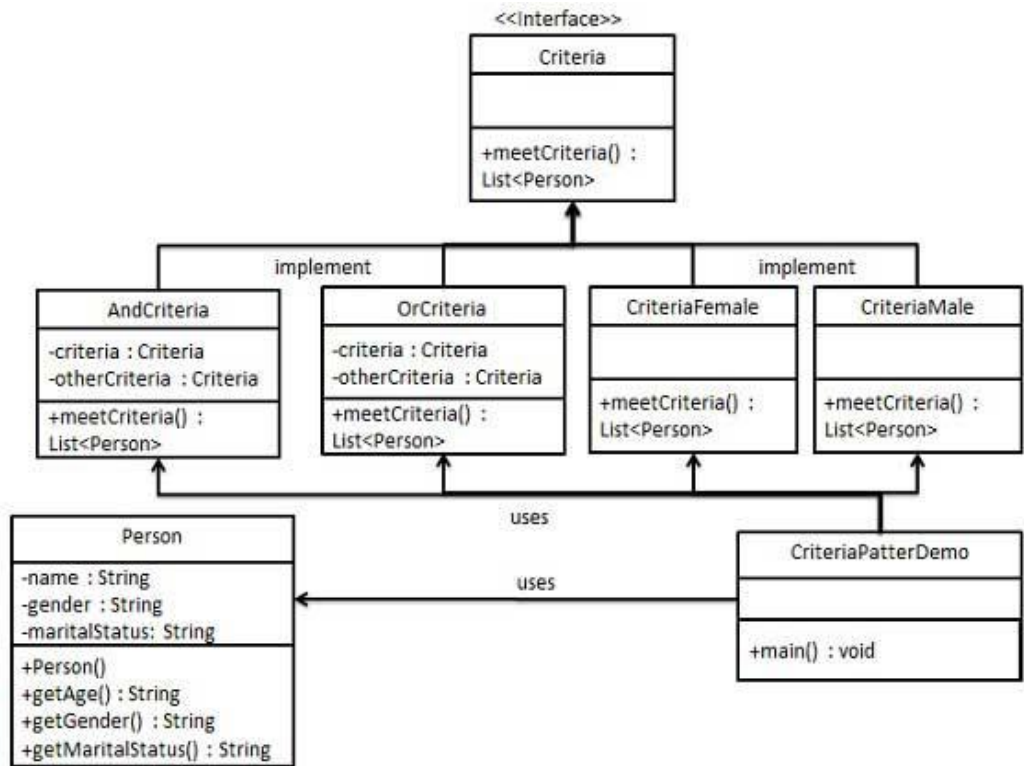 <<Interface>>
Criteria
+meetCriteria() :
List<Person>
implement
implement
AndCriteria
-criteria : Criteria
-otherCriteria : Criteria
+meetCriteria() :
List<Person>
OrCriteria
-criteria : Criteria
-otherCriteria : Criteria
+meetCriteria() :
List<Person>
CriteriaFemale
+meetCriteria() :
List<Person>
CriteriaMale
+meetCriteria() :
List<Person>
uses
Person
-name : String
-gender : String
-maritalStatus: String
+Person()
+getAge() : String
+getGender() : String
+getMaritalStatus() : String
uses
CriteriaPatterDemo
+main() : void